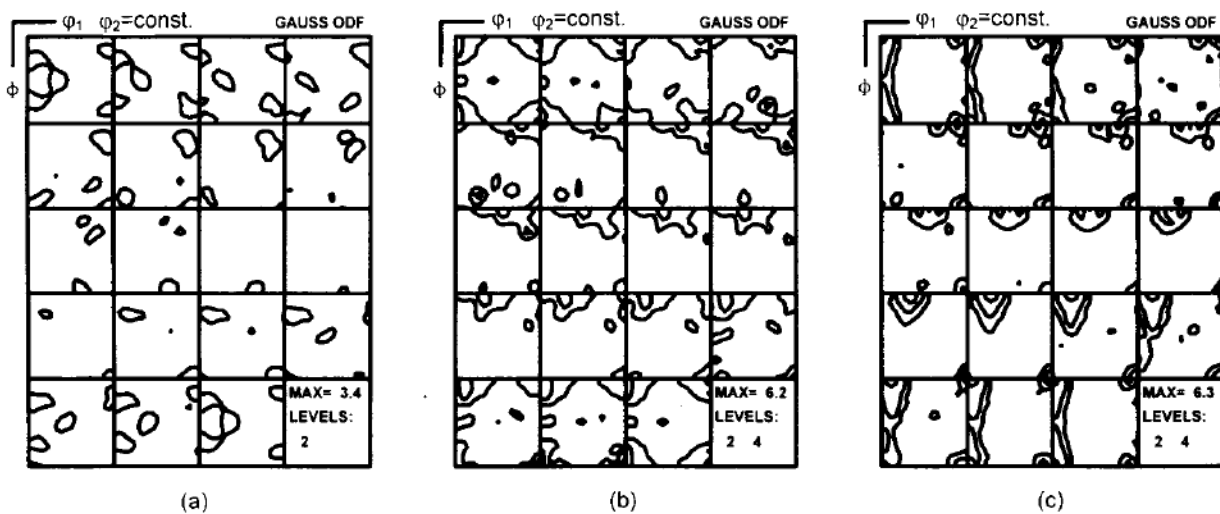 φ₁ φ₂=const. GAUSS ODF
Φ
MAX= 3.4
LEVELS:
2
(a)
φ₁ φ₂=const. GAUSS ODF
Φ
MAX= 6.2
LEVELS:
2 4
(b)
φ₁ φ₂=const. GAUSS ODF
Φ
MAX= 6.3
LEVELS:
2 4
(c)